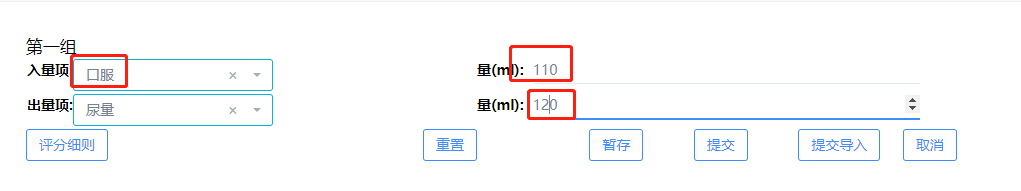 第一组
入量项: 口服 × 量(ml): 110
出量项: 尿量 × 量(ml): 120
评分细则 重置 暂存 提交 提交导入 取消